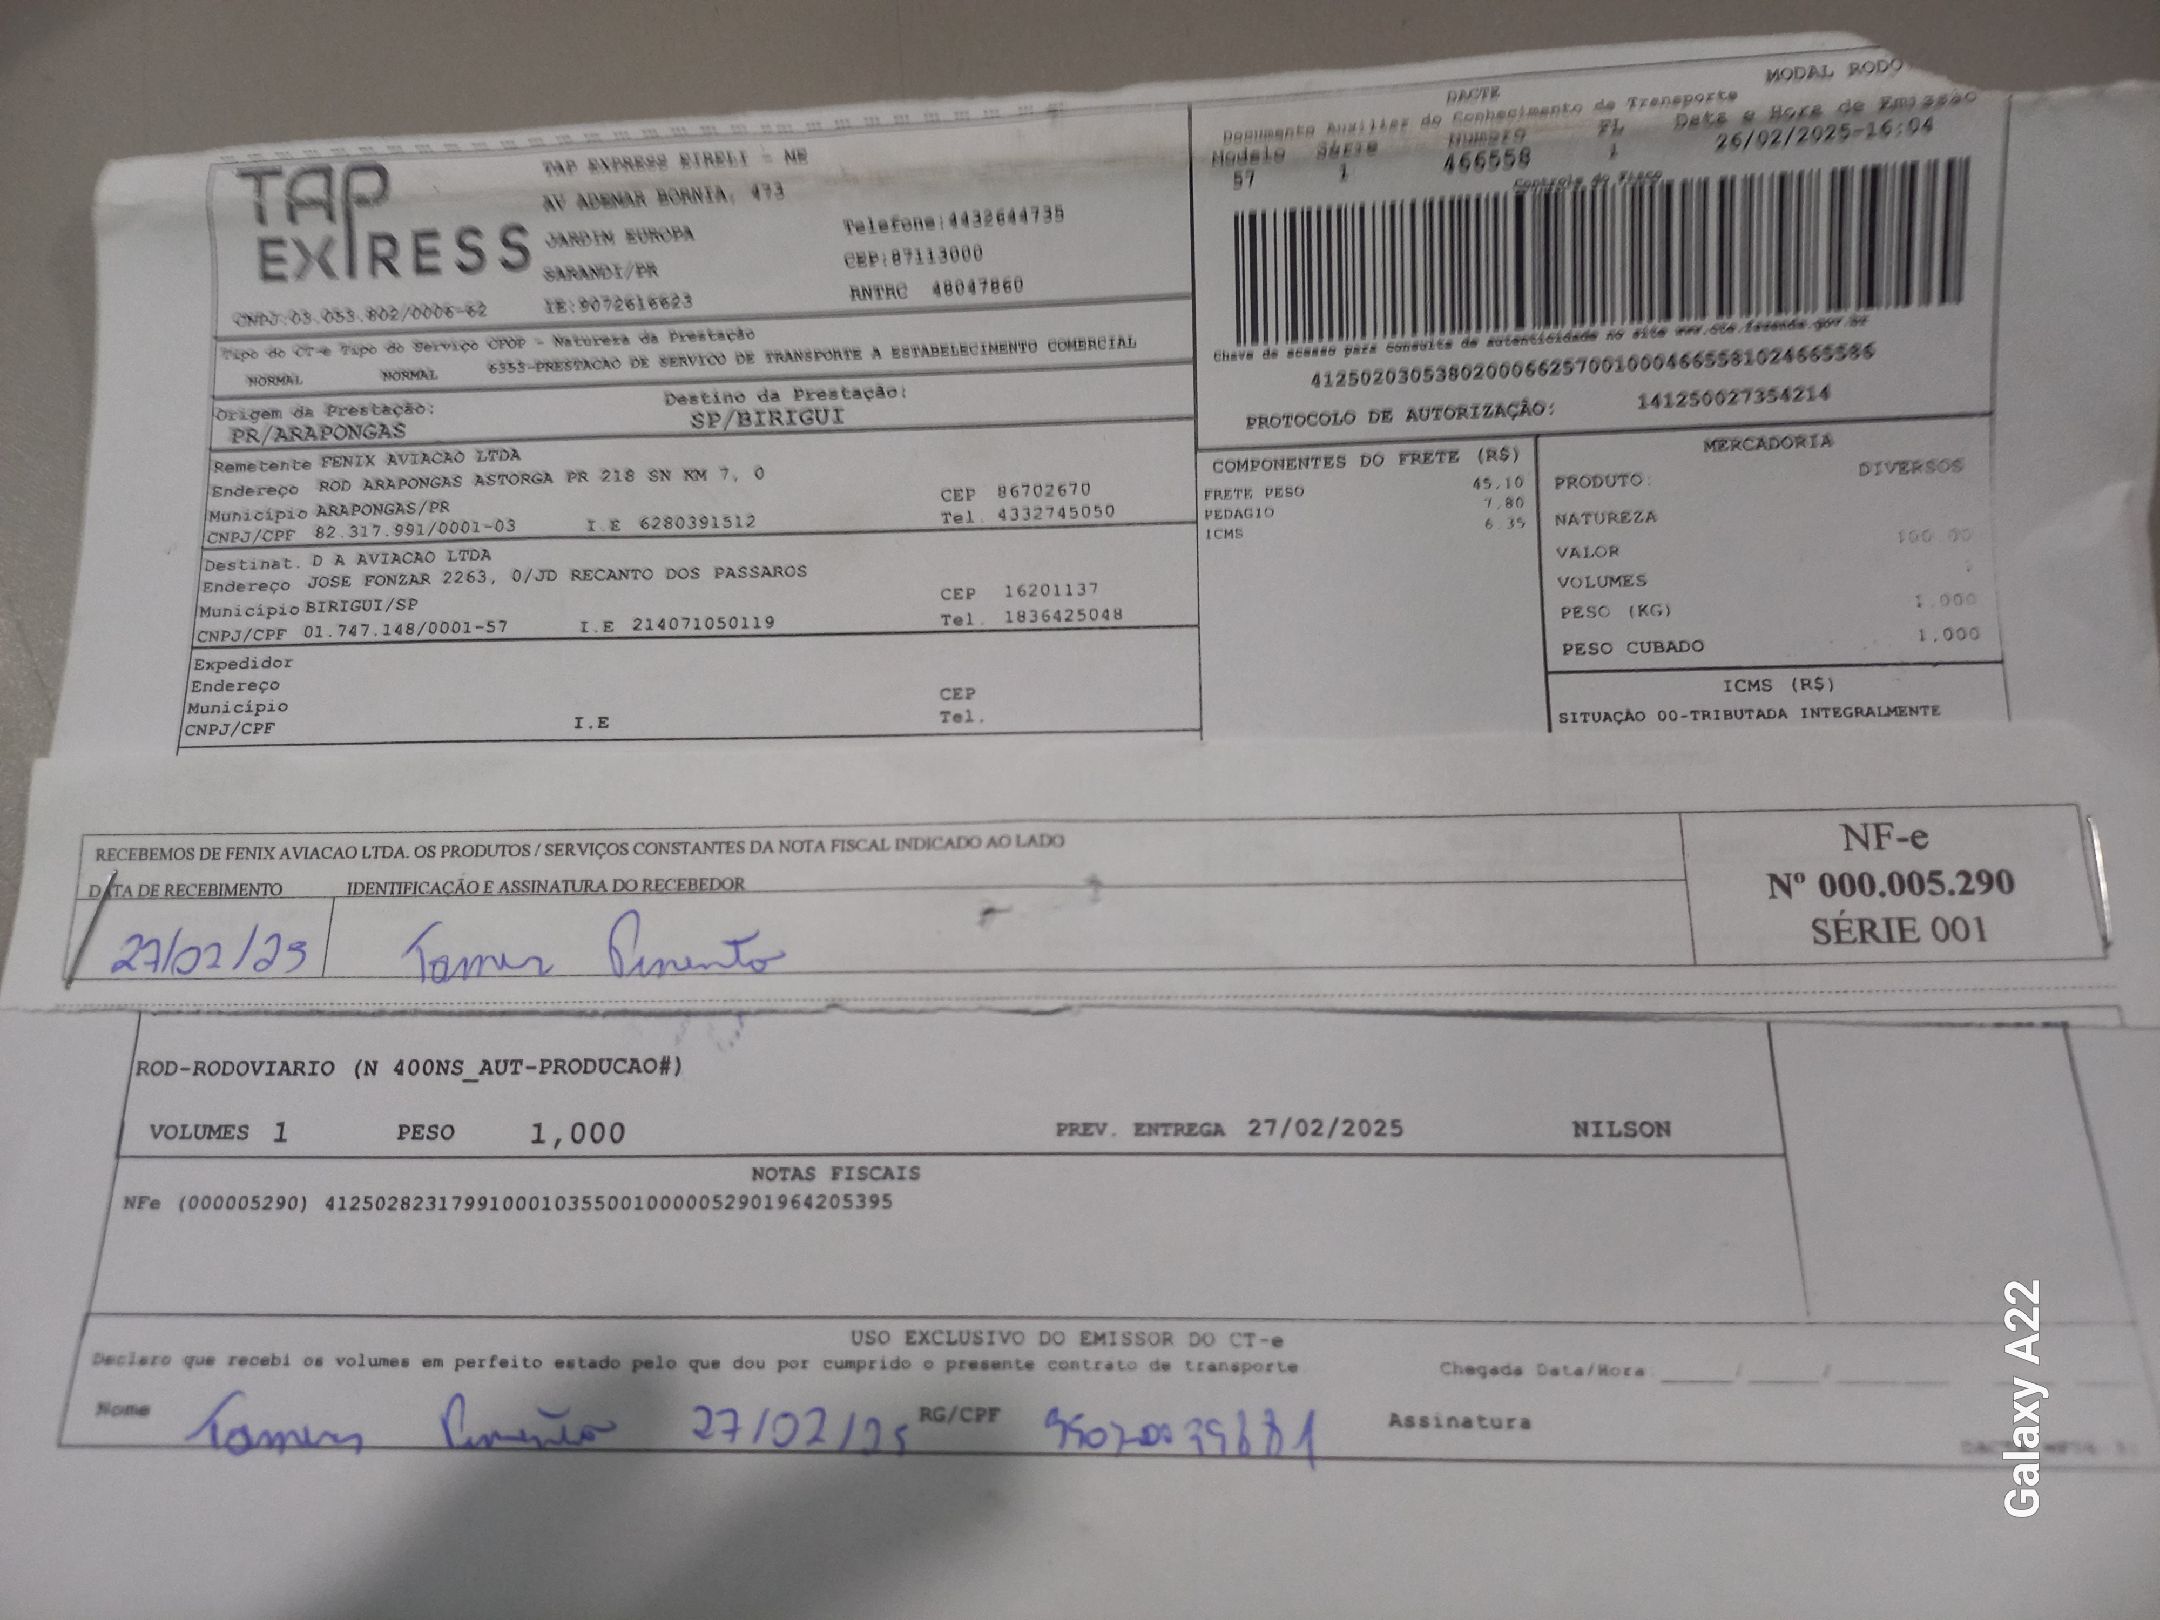 MODAL RODO
DACTE
Documento Auxiliar do Conhecimento de Transporte
Modelo Série Número FL Data e Hora de Emissão
57 1 466558 1 26/02/2025-16:04
Controle do Fisco
TAP EXPRESS
TAP EXPRESS EIRELI - ME
AV ADEMAR BORNIA, 473
JARDIM EUROPA Telefone:4432644735
SARANDI/PR CEP:87113000
CNPJ:03.053.802/0006-62 IE:9072616623 RNTRC 48047860
Tipo do CT-e Tipo do Serviço CFOP - Natureza da Prestação
NORMAL NORMAL 6353-PRESTACAO DE SERVICO DE TRANSPORTE A ESTABELECIMENTO COMERCIAL
Chave de acesso para consulta de autenticidade no site www.cte.fazenda.gov.br
41250203053802000662570010004665581024665586
PROTOCOLO DE AUTORIZAÇÃO: 141250027354214
Origem da Prestação: Destino da Prestação:
PR/ARAPONGAS SP/BIRIGUI
Remetente FENIX AVIACAO LTDA
Endereço ROD ARAPONGAS ASTORGA PR 218 SN KM 7, 0
Município ARAPONGAS/PR CEP 86702670
CNPJ/CPF 82.317.991/0001-03 I.E 6280391512 Tel. 4332745050
Destinat. D A AVIACAO LTDA
Endereço JOSE FONZAR 2263, 0/JD RECANTO DOS PASSAROS
Município BIRIGUI/SP CEP 16201137
CNPJ/CPF 01.747.148/0001-57 I.E 214071050119 Tel. 1836425048
Expedidor
Endereço
Município CEP
CNPJ/CPF I.E Tel.
COMPONENTES DO FRETE (R$)
FRETE PESO 45,10
PEDAGIO 7,80
ICMS 6,35
MERCADORIA
PRODUTO: DIVERSOS
NATUREZA
VALOR 100,00
VOLUMES
PESO (KG) 1,000
PESO CUBADO 1,000
ICMS (R$)
SITUAÇÃO 00-TRIBUTADA INTEGRALMENTE
RECEBEMOS DE FENIX AVIACAO LTDA. OS PRODUTOS / SERVIÇOS CONSTANTES DA NOTA FISCAL INDICADO AO LADO
DATA DE RECEBIMENTO IDENTIFICAÇÃO E ASSINATURA DO RECEBEDOR
27/02/25 Pimento
NF-e
Nº 000.005.290
SÉRIE 001
ROD-RODOVIARIO (N 400NS_AUT-PRODUCAO#)
VOLUMES 1 PESO 1,000 PREV. ENTREGA 27/02/2025 NILSON
NOTAS FISCAIS
NFe (000005290) 41250282317991000103550010000052901964205395
USO EXCLUSIVO DO EMISSOR DO CT-e
Declaro que recebi os volumes em perfeito estado pelo que dou por cumprido o presente contrato de transporte
Chegada Data/Hora ____/____/____
Nome 27/02/25 RG/CPF Assinatura
Galaxy A22